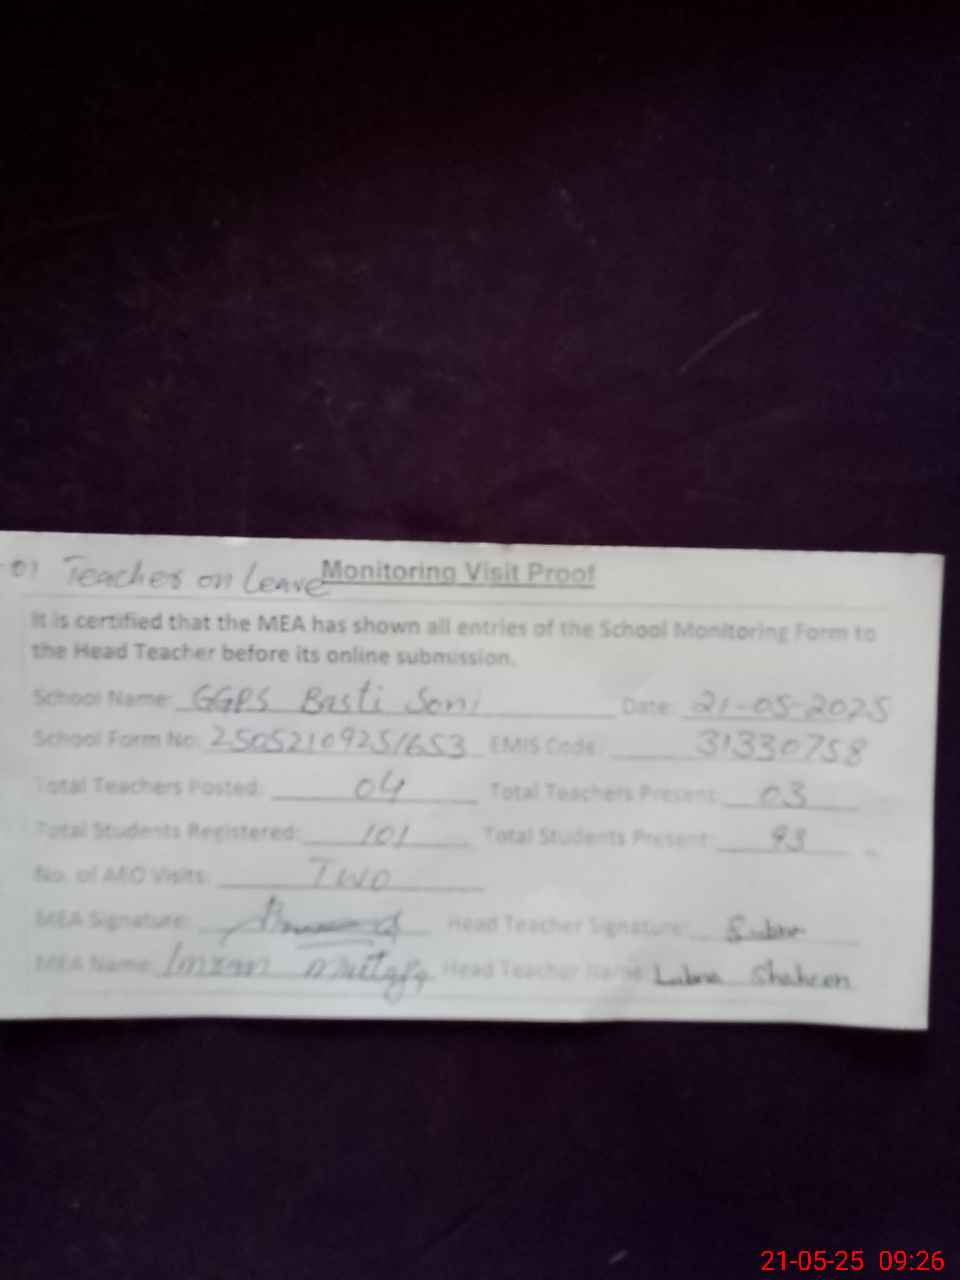 01 Teacher on Leave Monitoring Visit Proof
It is certified that the MEA has shown all entries of the School Monitoring Form to
the Head Teacher before its online submission.
School Name: GGPS Basti Soni Date: 21-05-2025
School Form No: 25052109251653 EMIS Code: 31330758
Total Teachers Posted: 04 Total Teachers Present: 03
Total Students Registered: 101 Total Students Present: 93
No. of AEO Visits: Two
MEA Signature: Head Teacher Signature:
MEA Name: Imran Mustafa Head Teacher Name: Lubna Shaheen
21-05-25 09:26